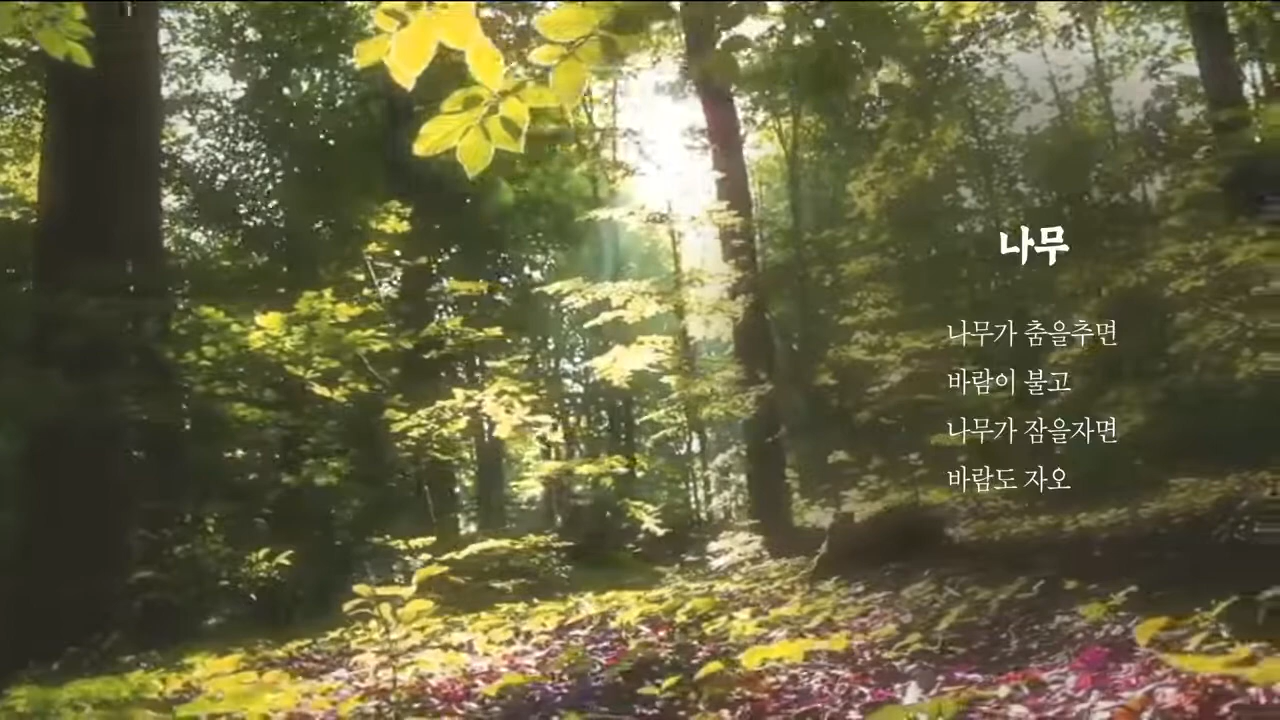 나무
나무가 춤을추면
바람이 불고
나무가 잠을자면
바람도 자오